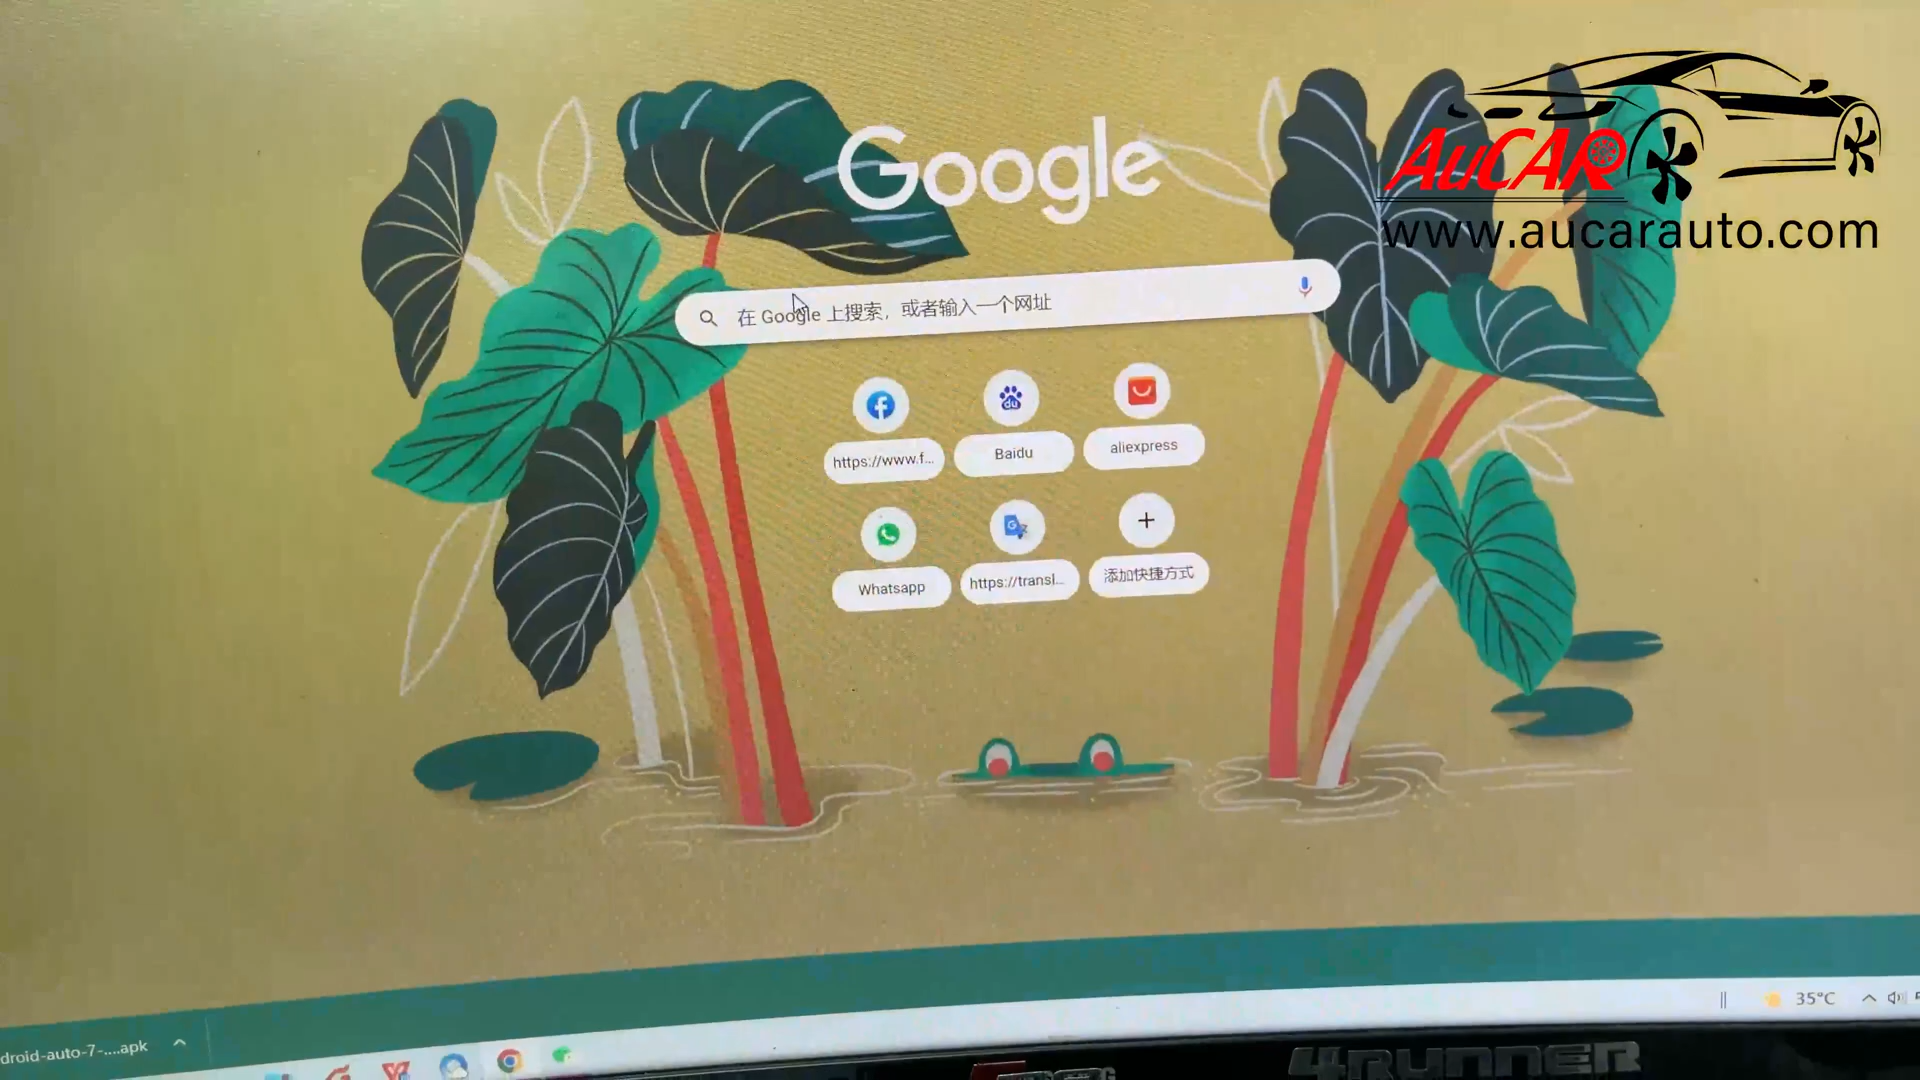 AuCAR
www.aucarauto.com
Google
在 Google 上搜索，或者输入一个网址
https://www.f...
Baidu
aliexpress
Whatsapp
https://transl...
添加快捷方式
35°C
droid-auto-7-....apk
4RUNNER